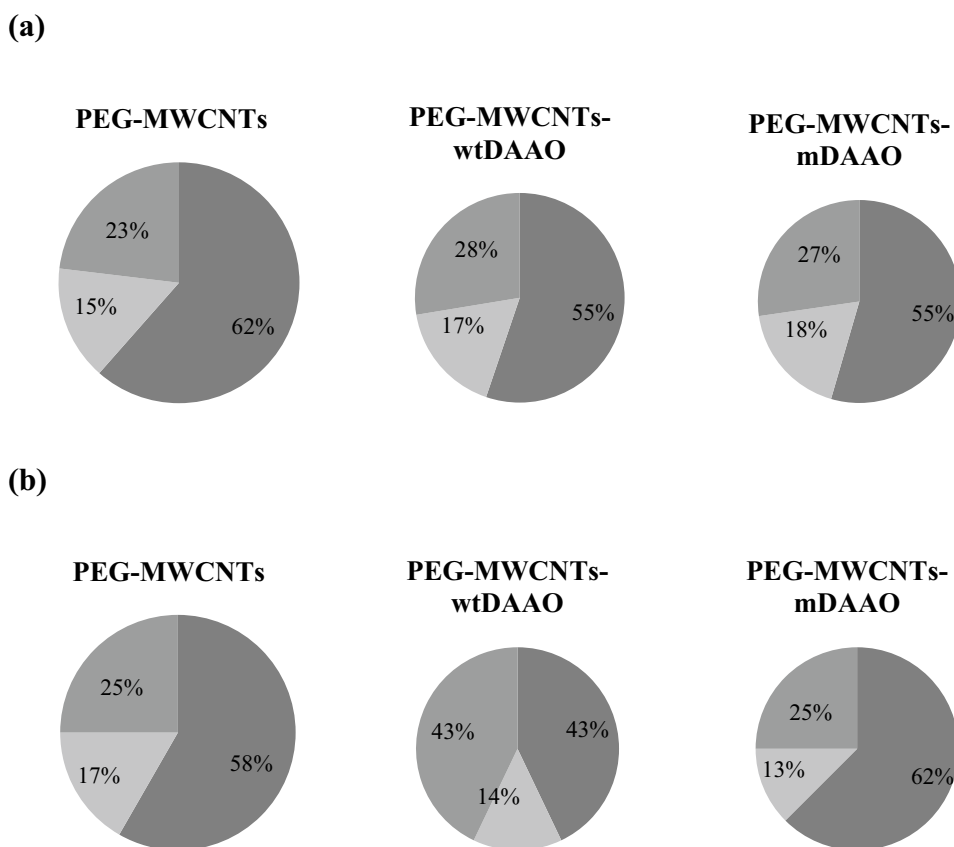 (a)
PEG-MWCNTs
PEG-MWCNTs-
wtDAAO
PEG-MWCNTs-
mDAAO
23%
15%
62%
28%
17%
55%
27%
18%
55%
(b)
PEG-MWCNTs
PEG-MWCNTs-
wtDAAO
PEG-MWCNTs-
mDAAO
25%
17%
58%
43%
14%
43%
25%
13%
62%